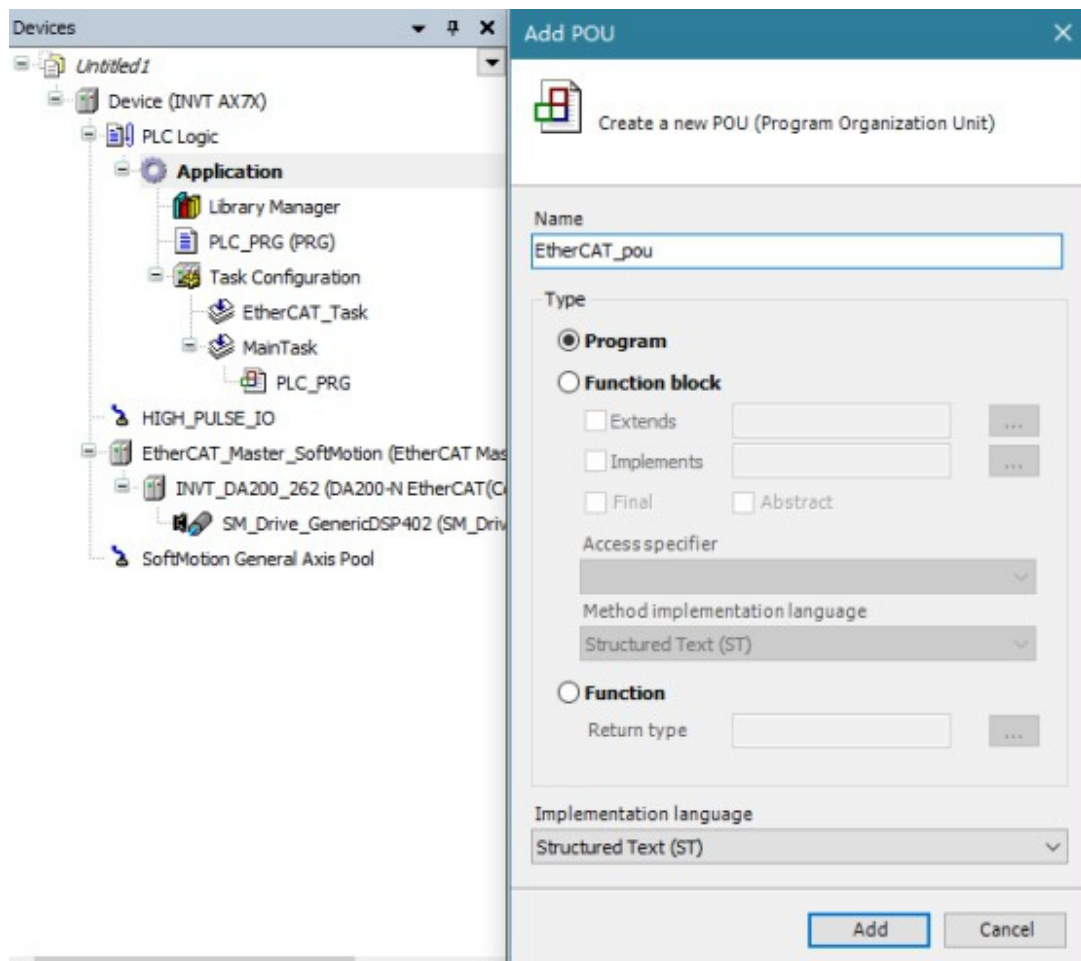 Devices
Untitled1
Device (INVT AX7X)
PLC Logic
Application
Library Manager
PLC_PRG (PRG)
Task Configuration
EtherCAT_Task
MainTask
PLC_PRG
HIGH_PULSE_IO
EtherCAT_Master_SoftMotion (EtherCAT Mas
INVT_DA200_262 (DA200-N EtherCAT(C
SM_Drive_GenericDSP402 (SM_Driv
SoftMotion General Axis Pool
Add POU
Create a new POU (Program Organization Unit)
Name
EtherCAT_pou
Type
Program
Function block
Extends
...
Implements
...
Final Abstract
Access specifier
Method implementation language
Structured Text (ST)
Function
Return type
...
Implementation language
Structured Text (ST)
Add Cancel